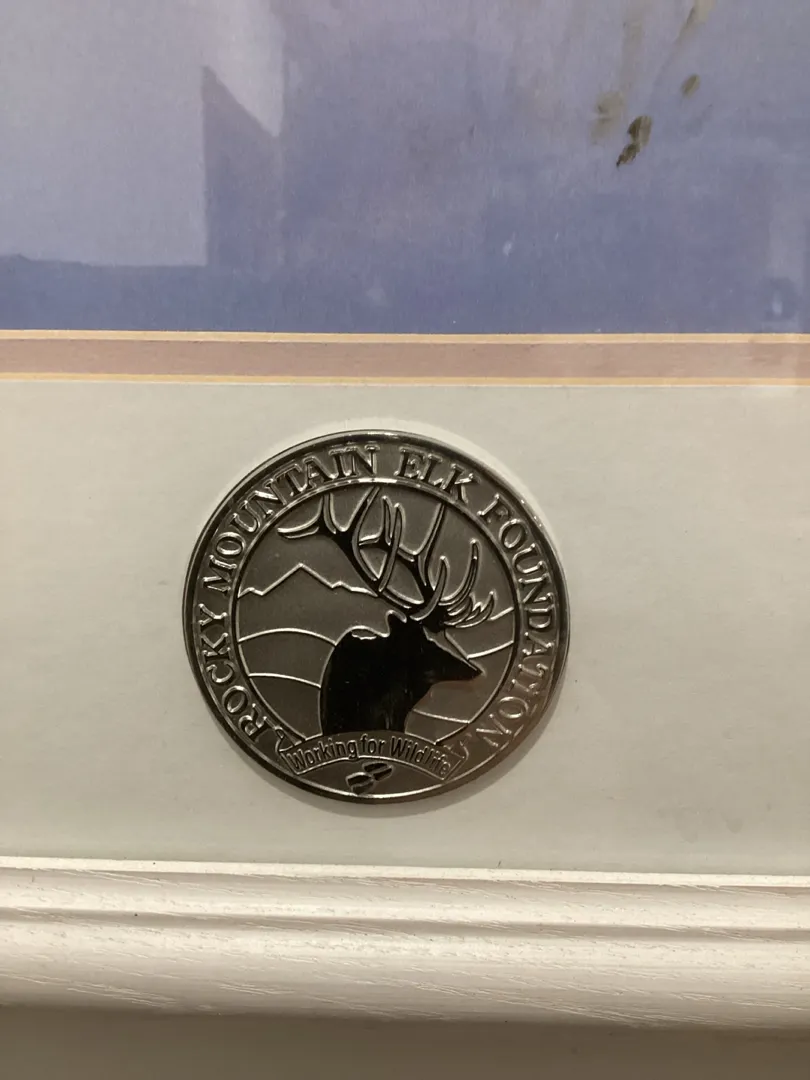 ROCKY MOUNTAIN ELK FOUNDATION
Working for Wildlife